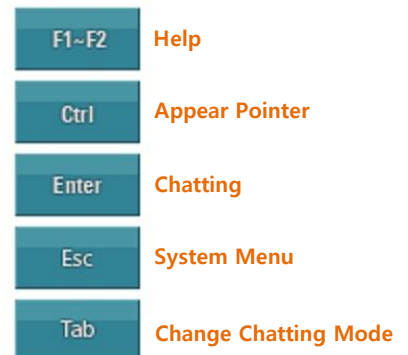 F1~F2 Help
Ctrl Appear Pointer
Enter Chatting
Esc System Menu
Tab Change Chatting Mode